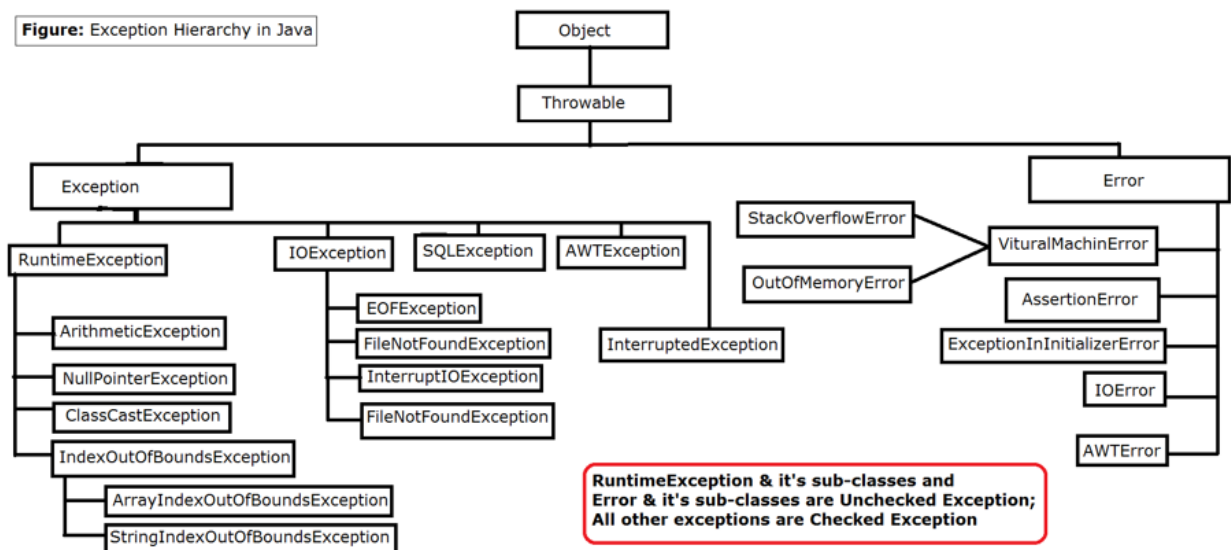 Figure: Exception Hierarchy in Java
Object
Throwable
Exception
Error
RuntimeException
IOException
SQLException
AWTException
StackOverflowError
VituralMachinError
OutOfMemoryError
AssertionError
EOFException
ArithmeticException
FileNotFoundException
InterruptedException
ExceptionInInitializerError
NullPointerException
InterruptIOException
IOError
ClassCastException
FileNotFoundException
AWTError
IndexOutOfBoundsException
ArrayIndexOutOfBoundsException
StringIndexOutOfBoundsException
RuntimeException & it's sub-classes and
Error & it's sub-classes are Unchecked Exception;
All other exceptions are Checked Exception